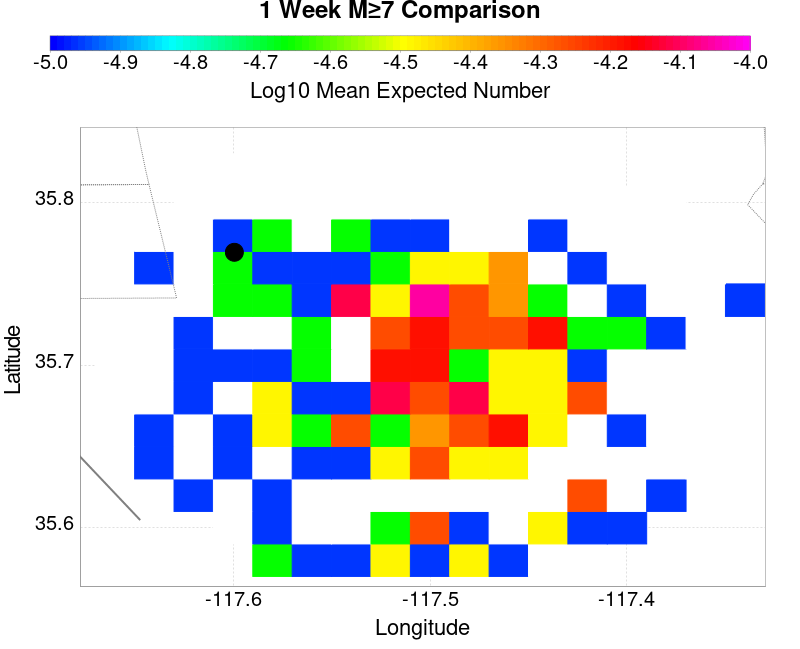 1 Week M≥7 Comparison
-5.0 -4.9 -4.8 -4.7 -4.6 -4.5 -4.4 -4.3 -4.2 -4.1 -4.0
Log10 Mean Expected Number
35.8
35.7
35.6
Latitude
-117.6 -117.5 -117.4
Longitude